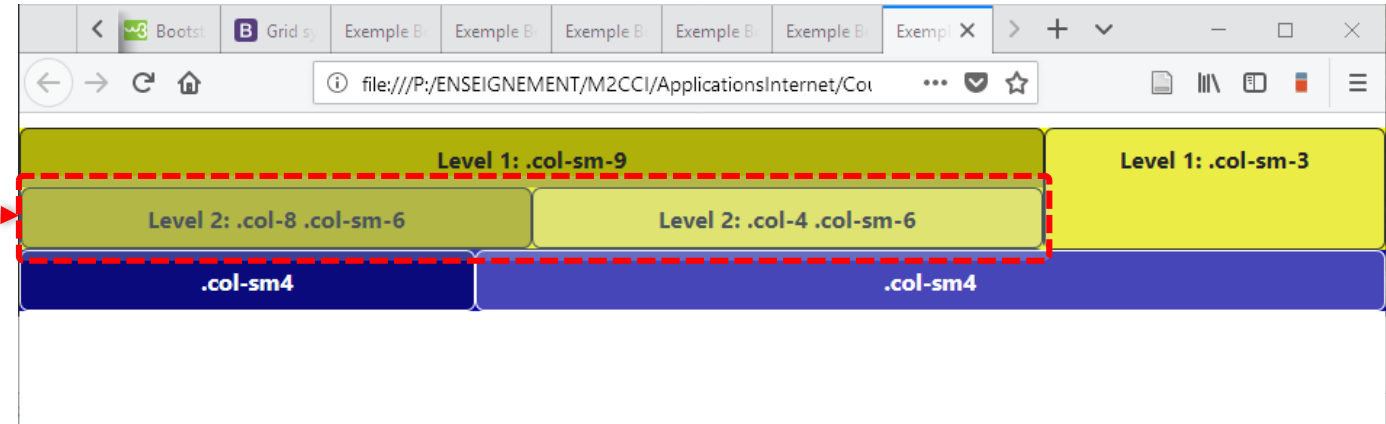 Boots Grid s Exemple B Exemple B Exemple B Exemple B Exemple B Exempl
file:///P:/ENSEIGNEMENT/M2CCI/ApplicationsInternet/Cou
Level 1: .col-sm-9 Level 1: .col-sm-3
Level 2: .col-8 .col-sm-6 Level 2: .col-4 .col-sm-6
.col-sm4 .col-sm4